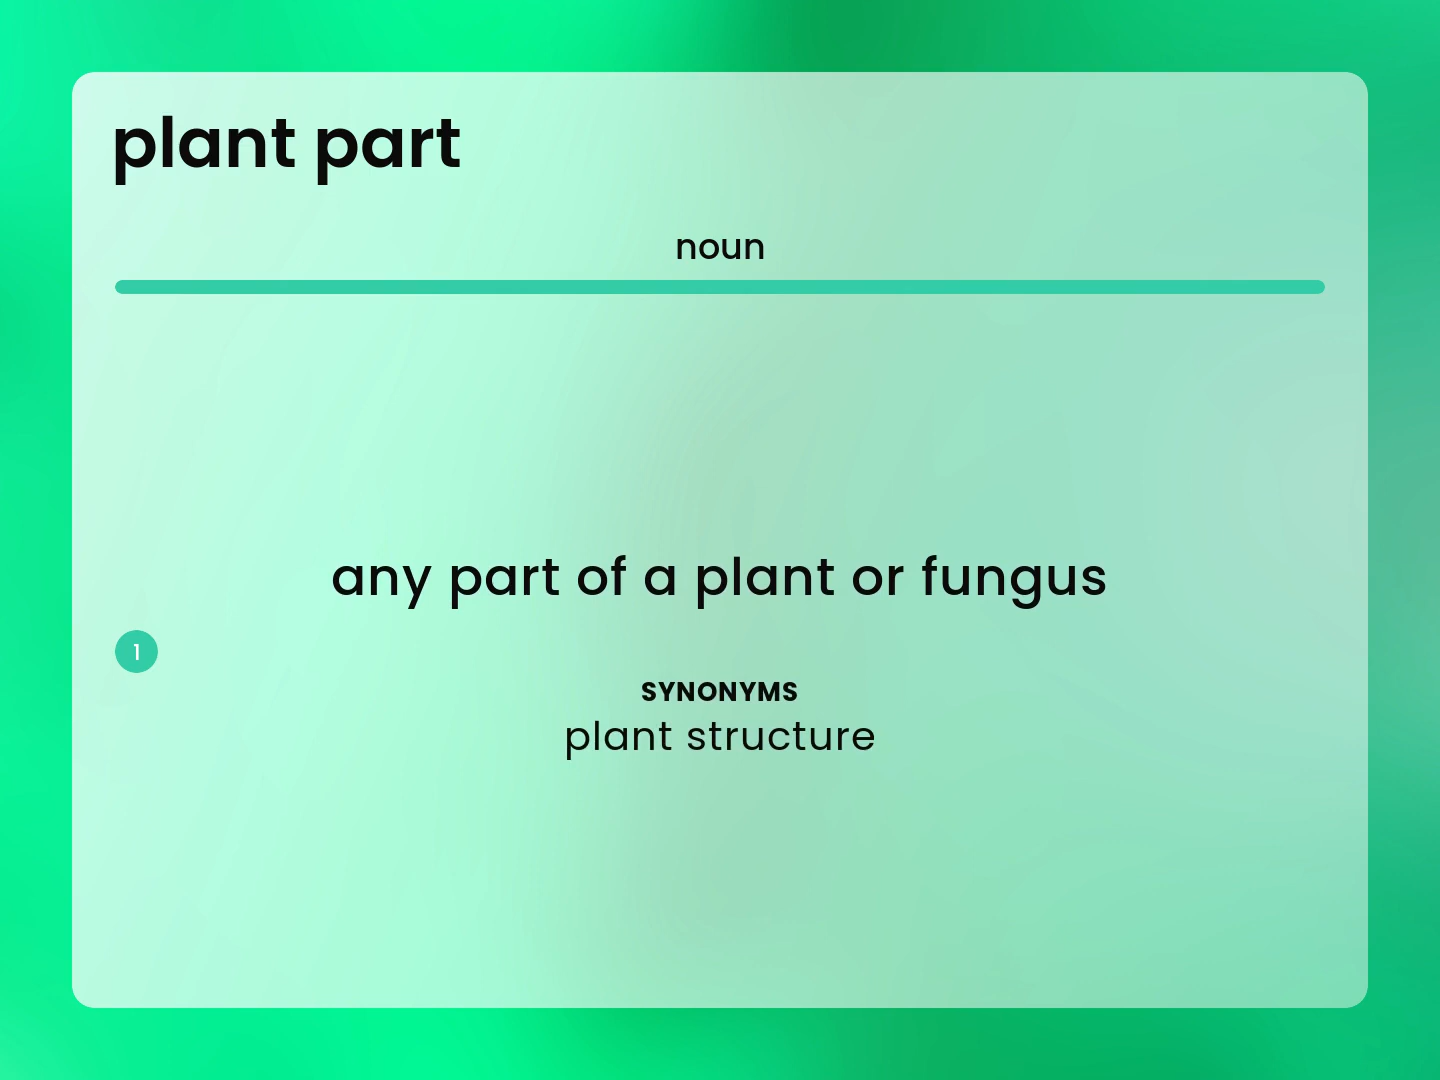 plant part
noun
any part of a plant or fungus
1
SYNONYMS
plant structure